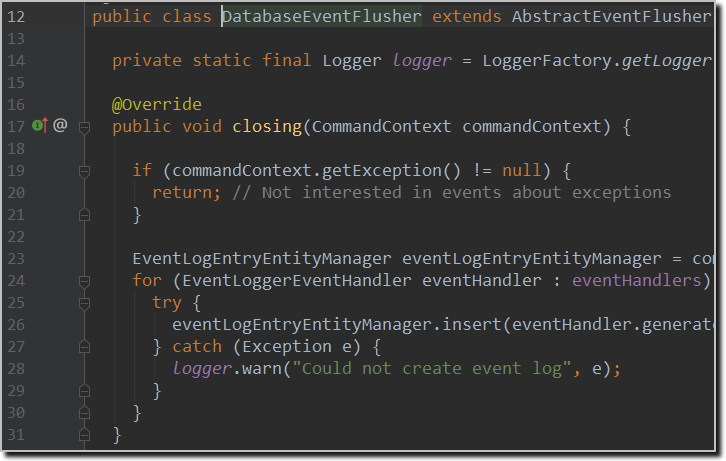 12 public class DatabaseEventFlusher extends AbstractEventFlusher
13
14 private static final Logger logger = LoggerFactory.getLogger
15
16 @Override
17 @ public void closing(CommandContext commandContext) {
18
19 if (commandContext.getException() != null) {
20 return; // Not interested in events about exceptions
21 }
22
23 EventLogEntryEntityManager eventLogEntryEntityManager = com
24 for (EventLoggerEventHandler eventHandler : eventHandlers)
25 try {
26 eventLogEntryEntityManager.insert(eventHandler.generate
27 } catch (Exception e) {
28 logger.warn("Could not create event log", e);
29 }
30 }
31 }